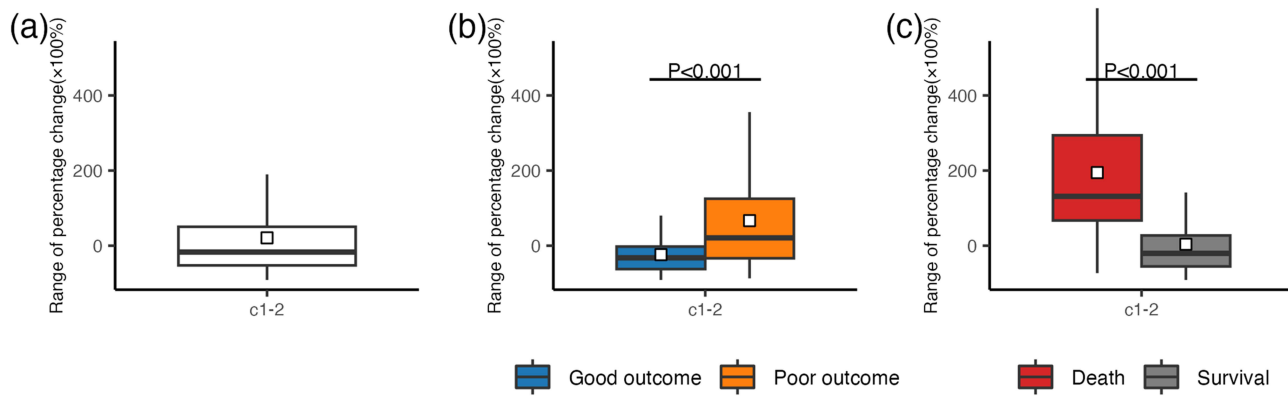 (a)
Range of percentage change(×100%)
400
200
0
c1-2
(b)
Range of percentage change(×100%)
P<0.001
400
200
0
c1-2
Good outcome
Poor outcome
(c)
Range of percentage change(×100%)
P<0.001
400
200
0
c1-2
Death
Survival